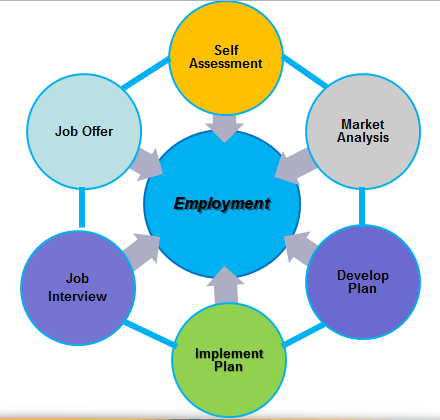 Self
Assessment
Market
Analysis
Develop
Plan
Implement
Plan
Job
Interview
Job Offer
Employment